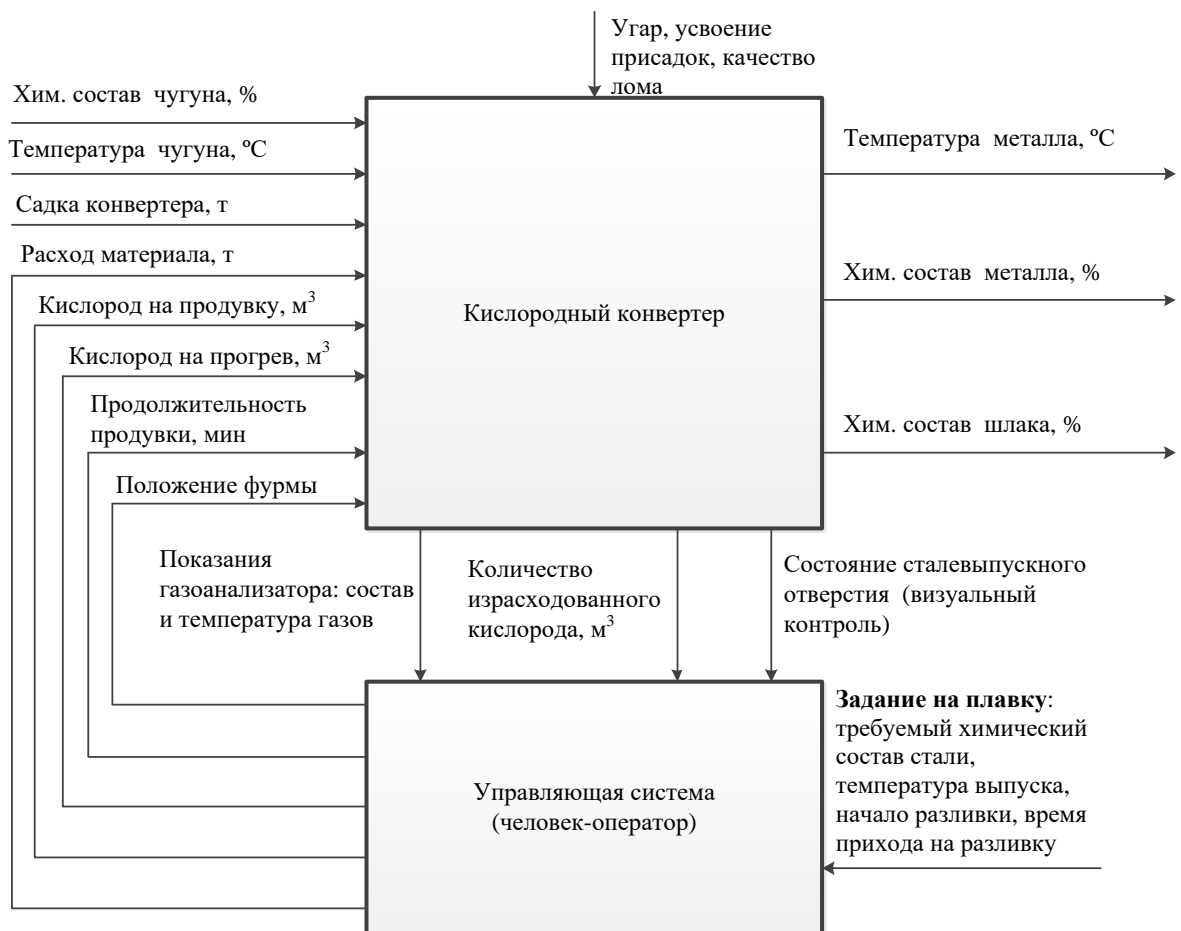 Угар, усвоение
присадок, качество
лома
Хим. состав чугуна, %
Температура чугуна, ºС
Садка конвертера, т
Расход материала, т
Кислород на продувку, м³
Кислород на прогрев, м³
Продолжительность
продувки, мин
Положение фурмы
Кислородный конвертер
Температура металла, ºС
Хим. состав металла, %
Хим. состав шлака, %
Показания
газоанализатора: состав
и температура газов
Количество
израсходованного
кислорода, м³
Состояние сталевыпускного
отверстия (визуальный
контроль)
Управляющая система
(человек-оператор)
Задание на плавку:
требуемый химический
состав стали,
температура выпуска,
начало разливки, время
прихода на разливку